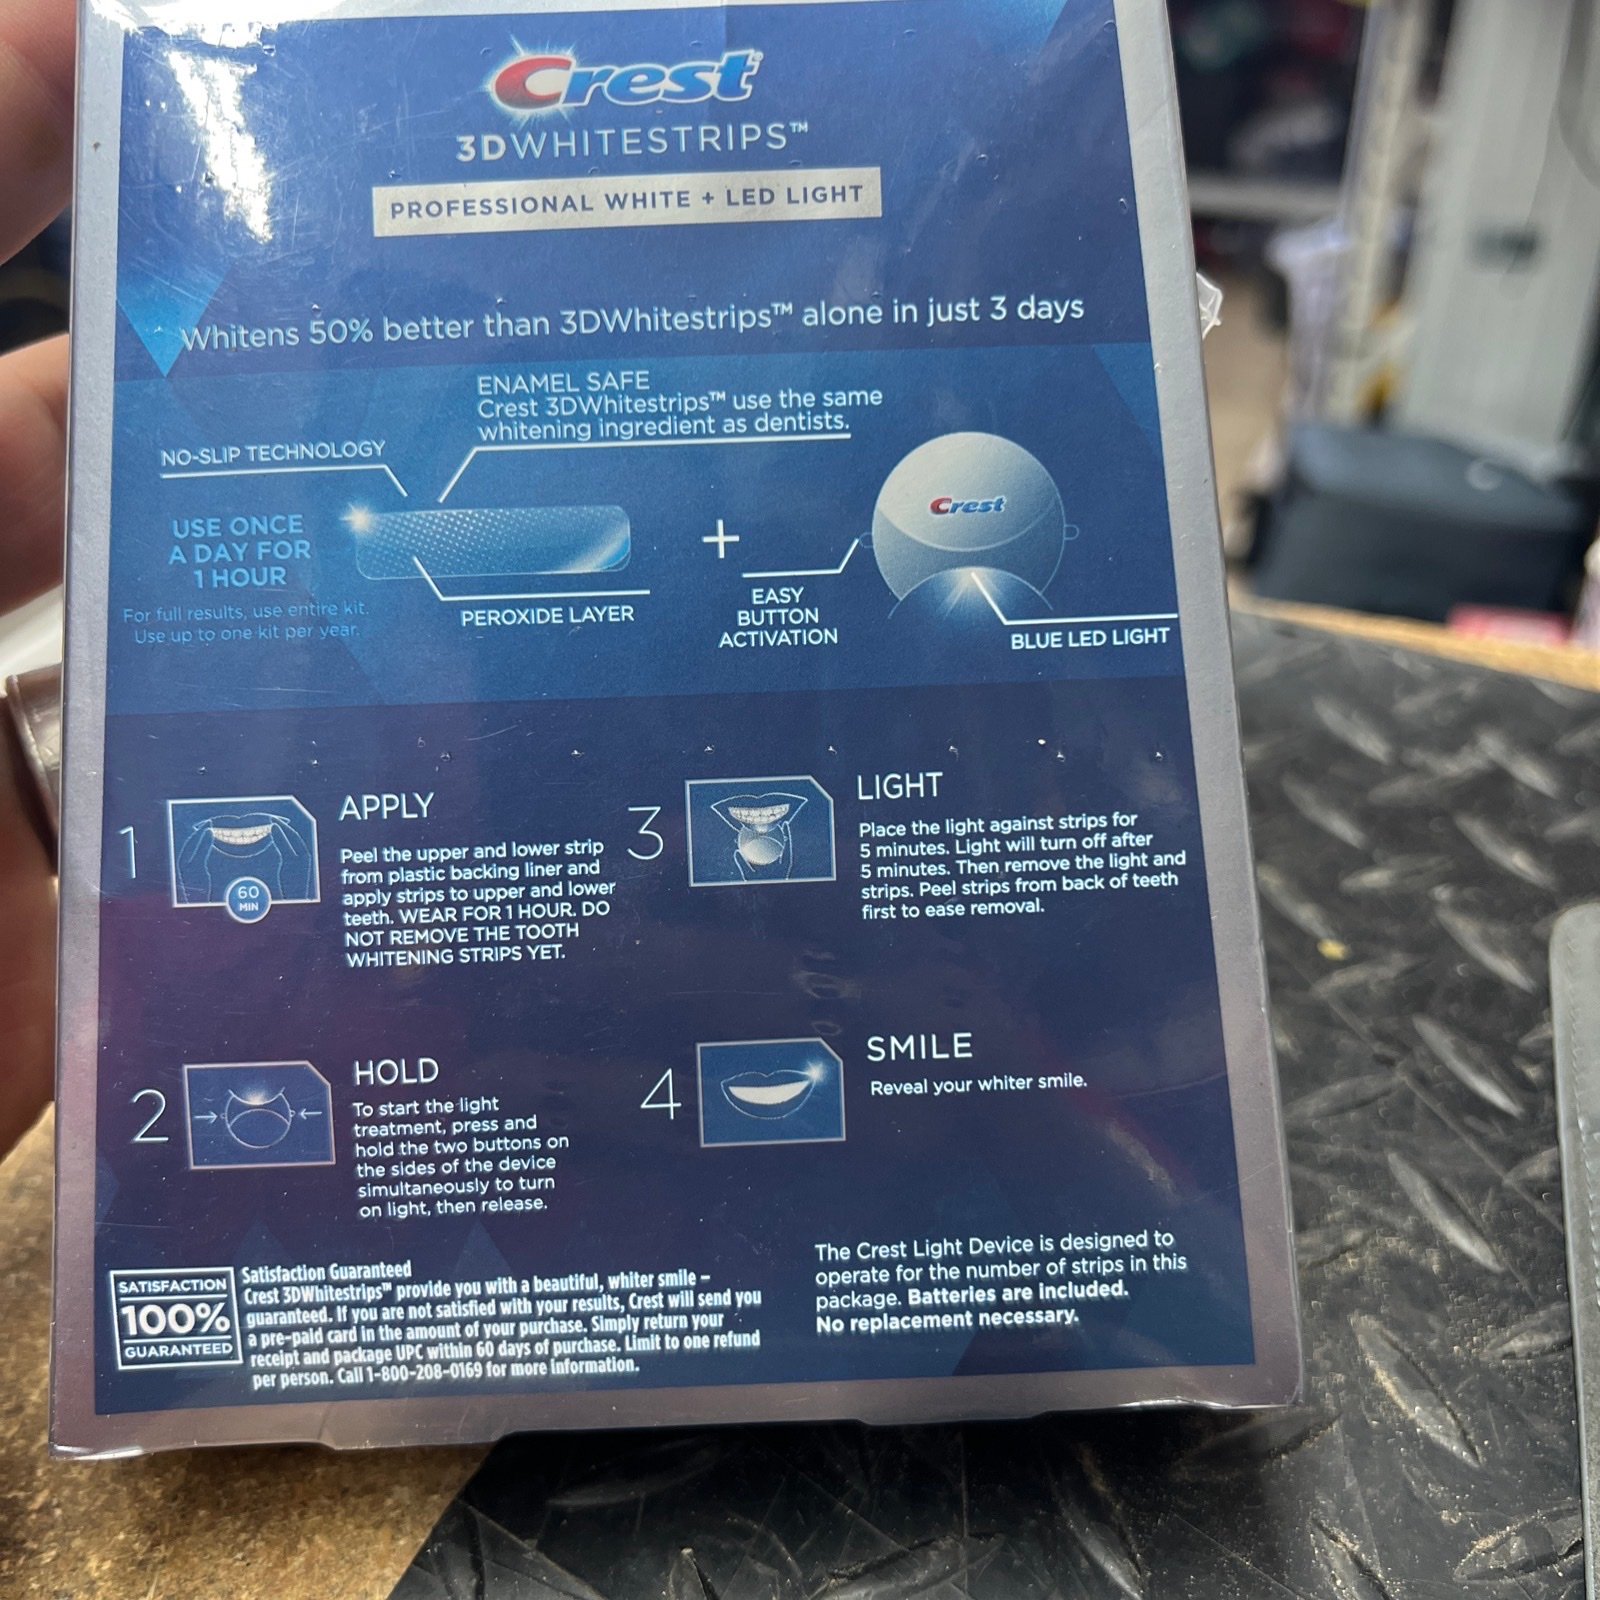 Crest
3DWHITESTRIPS™
PROFESSIONAL WHITE + LED LIGHT
Whitens 50% better than 3DWhitestrips™ alone in just 3 days
ENAMEL SAFE
Crest 3DWhitestrips™ use the same
whitening ingredient as dentists.
NO-SLIP TECHNOLOGY
USE ONCE
A DAY FOR
1 HOUR
For full results, use entire kit.
Use up to one kit per year.
PEROXIDE LAYER
+
Crest
EASY
BUTTON
ACTIVATION
BLUE LED LIGHT
1
60
MIN
APPLY
Peel the upper and lower strip
from plastic backing liner and
apply strips to upper and lower
teeth. WEAR FOR 1 HOUR. DO
NOT REMOVE THE TOOTH
WHITENING STRIPS YET.
2
HOLD
To start the light
treatment, press and
hold the two buttons on
the sides of the device
simultaneously to turn
on light, then release.
3
LIGHT
Place the light against strips for
5 minutes. Light will turn off after
5 minutes. Then remove the light and
strips. Peel strips from back of teeth
first to ease removal.
4
SMILE
Reveal your whiter smile.
SATISFACTION
100%
GUARANTEED
Satisfaction Guaranteed
Crest 3DWhitestrips™ provide you with a beautiful, whiter smile –
guaranteed. If you are not satisfied with your results, Crest will send you
a pre-paid card in the amount of your purchase. Simply return your
receipt and package UPC within 60 days of purchase. Limit to one refund
per person. Call 1-800-208-0169 for more information.
The Crest Light Device is designed to
operate for the number of strips in this
package. Batteries are included.
No replacement necessary.